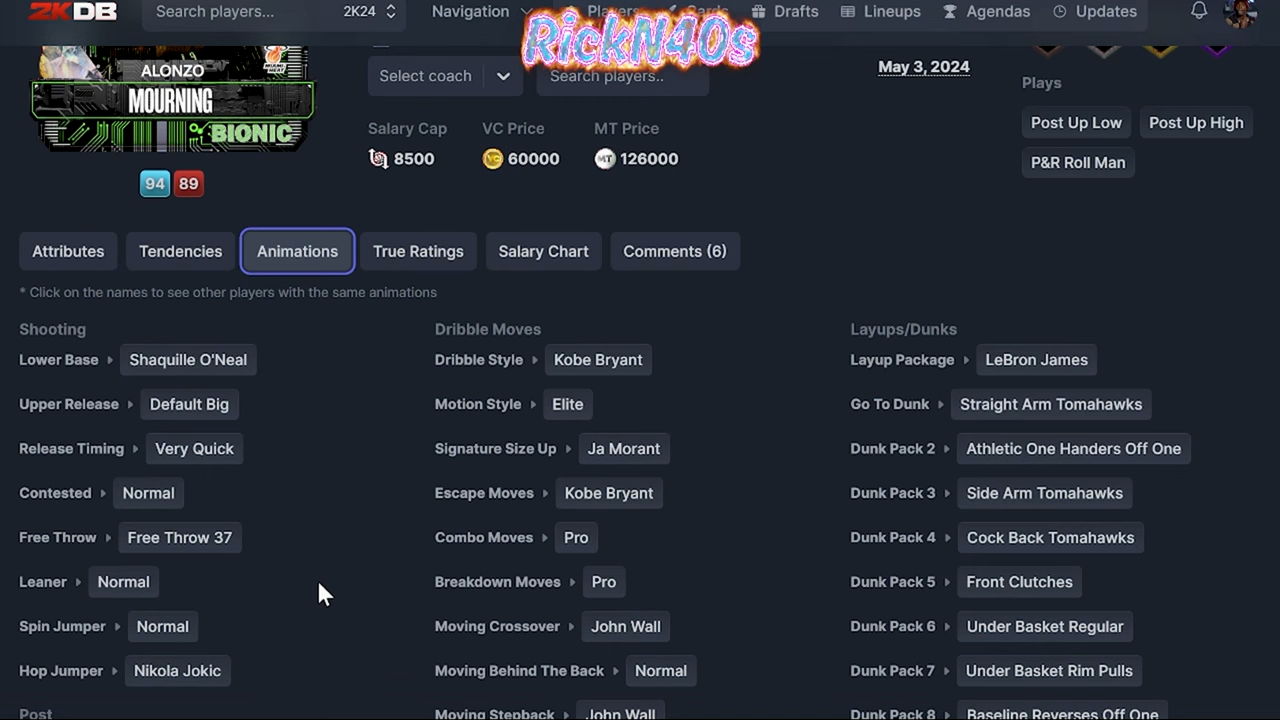 2KDB
Search players...
2K24
Navigation
Players
Cards
Drafts
Lineups
Agendas
Updates
RickN40s
ALONZO
MOURNING
BIONIC
94 89
Select coach
Search players..
Salary Cap
8500
VC Price
VC 60000
MT Price
MT 126000
May 3, 2024
Plays
Post Up Low
Post Up High
P&R Roll Man
Attributes
Tendencies
Animations
True Ratings
Salary Chart
Comments (6)
* Click on the names to see other players with the same animations
Shooting
Lower Base Shaquille O'Neal
Upper Release Default Big
Release Timing Very Quick
Contested Normal
Free Throw Free Throw 37
Leaner Normal
Spin Jumper Normal
Hop Jumper Nikola Jokic
Post
Dribble Moves
Dribble Style Kobe Bryant
Motion Style Elite
Signature Size Up Ja Morant
Escape Moves Kobe Bryant
Combo Moves Pro
Breakdown Moves Pro
Moving Crossover John Wall
Moving Behind The Back Normal
Moving Stepback John Wall
Layups/Dunks
Layup Package LeBron James
Go To Dunk Straight Arm Tomahawks
Dunk Pack 2 Athletic One Handers Off One
Dunk Pack 3 Side Arm Tomahawks
Dunk Pack 4 Cock Back Tomahawks
Dunk Pack 5 Front Clutches
Dunk Pack 6 Under Basket Regular
Dunk Pack 7 Under Basket Rim Pulls
Dunk Pack 8 Baseline Reverses Off One